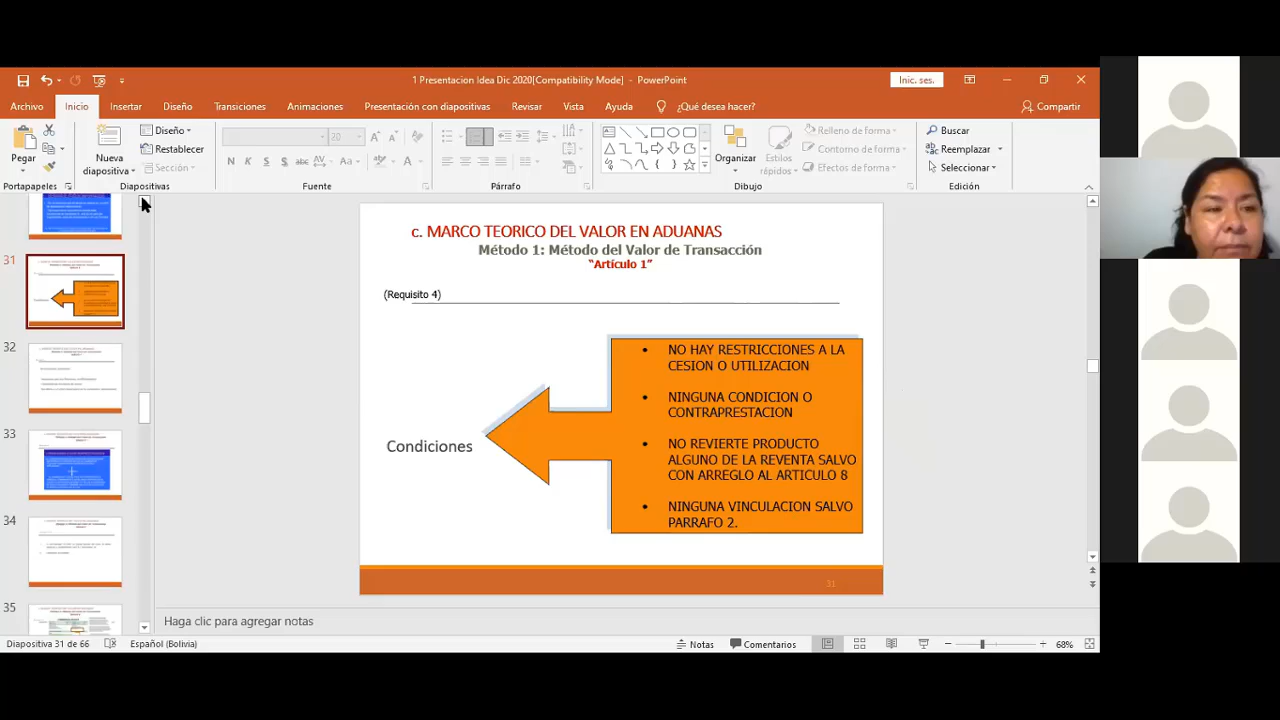 1 Presentacion Idea Dic 2020[Compatibility Mode] - PowerPoint
Inic. ses.
Archivo Inicio Insertar Diseño Transiciones Animaciones Presentación con diapositivas Revisar Vista Ayuda ¿Qué desea hacer? Compartir
Pegar
Nueva diapositiva
Diseño
Restablecer
Sección
20
N K S S abc AV Aa A
Organizar
Estilos rápidos
Relleno de forma
Contorno de forma
Efectos de forma
Buscar
Reemplazar
Seleccionar
Portapapeles Diapositivas Fuente Párrafo Dibujo Edición
31
32
33
34
35
c. MARCO TEORICO DEL VALOR EN ADUANAS
Método 1: Método del Valor de Transacción
“Artículo 1”
(Requisito 4)
Condiciones
• NO HAY RESTRICCIONES A LA
CESION O UTILIZACION
• NINGUNA CONDICION O
CONTRAPRESTACION
• NO REVIERTE PRODUCTO
ALGUNO DE LA REVENTA SALVO
CON ARREGLO AL ARTICULO 8
• NINGUNA VINCULACION SALVO
PARRAFO 2.
31
Haga clic para agregar notas
Diapositiva 31 de 66 Español (Bolivia) Notas Comentarios 68%